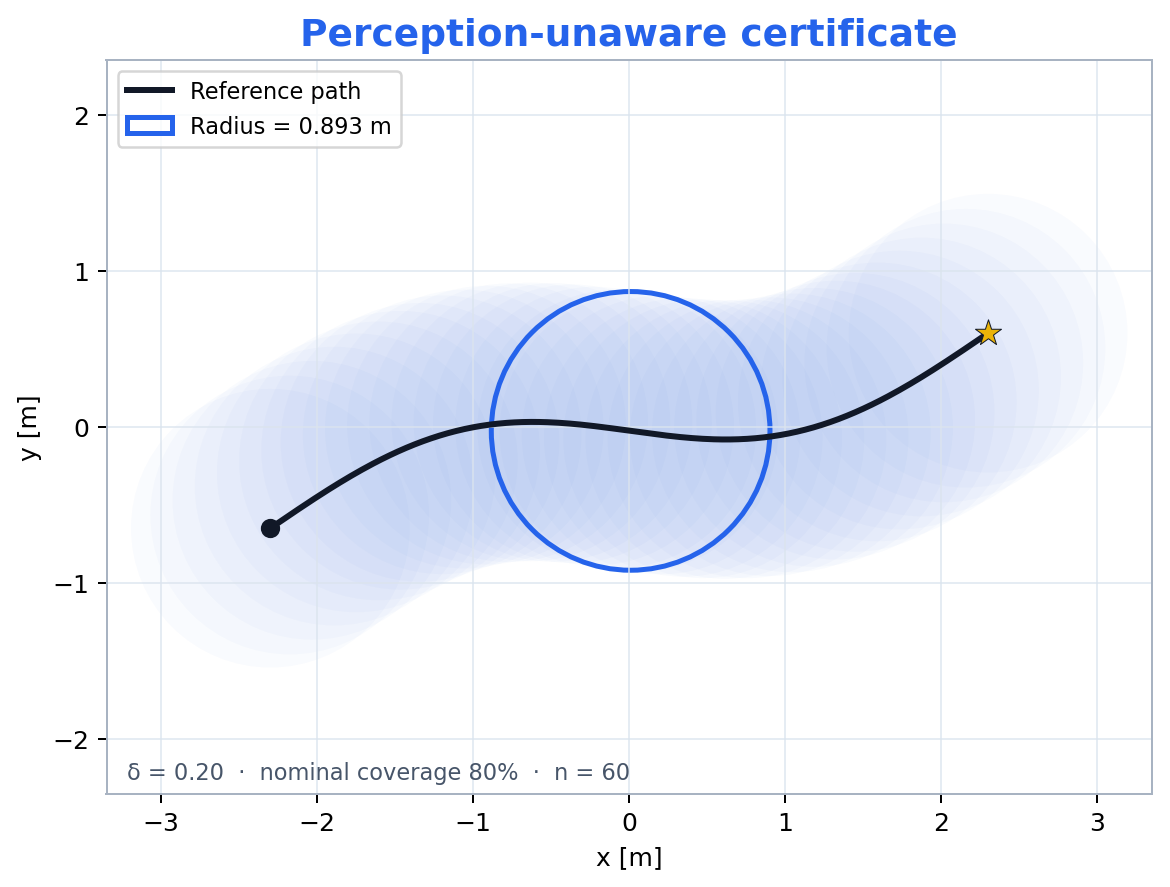 Perception-unaware certificate
Reference path
Radius = 0.893 m
2
1
0
−1
−2
y [m]
δ = 0.20 · nominal coverage 80% · n = 60
−3
−2
−1
0
1
2
3
x [m]